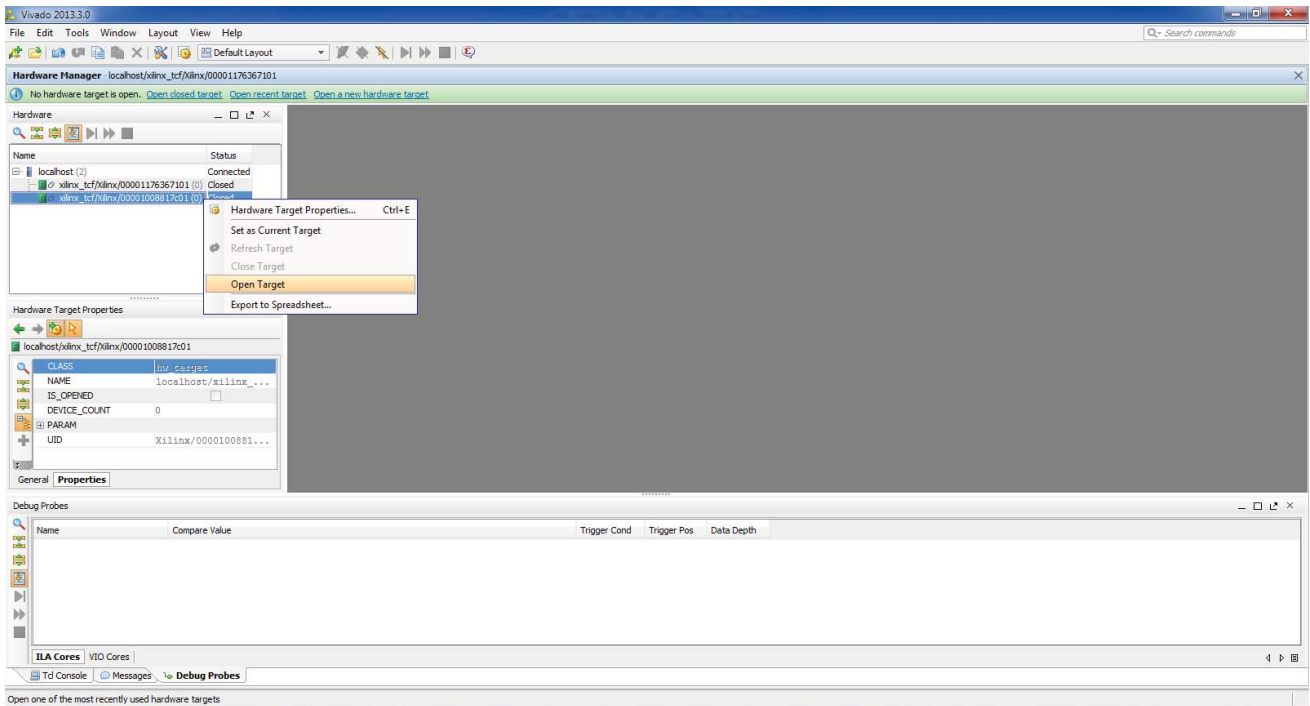 Vivado 2013.3.0
File Edit Tools Window Layout View Help
Search commands
Default Layout
Hardware Manager localhost/xilinx_tcf/Xilinx/00001176367101
No hardware target is open. Open closed target Open recent target Open a new hardware target
Hardware
Name Status
localhost (2) Connected
xilinx_tcf/Xilinx/00001176367101 (0) Closed
xilinx_tcf/Xilinx/00001008817c01 (0) Closed
Hardware Target Properties... Ctrl+E
Set as Current Target
Refresh Target
Close Target
Open Target
Export to Spreadsheet...
Hardware Target Properties
localhost/xilinx_tcf/Xilinx/00001008817c01
CLASS hw_target
NAME localhost/xilinx_...
IS_OPENED
DEVICE_COUNT 0
PARAM
UID Xilinx/0000100881...
General Properties
Debug Probes
Name Compare Value Trigger Cond Trigger Pos Data Depth
ILA Cores VIO Cores
Tcl Console Messages Debug Probes
Open one of the most recently used hardware targets